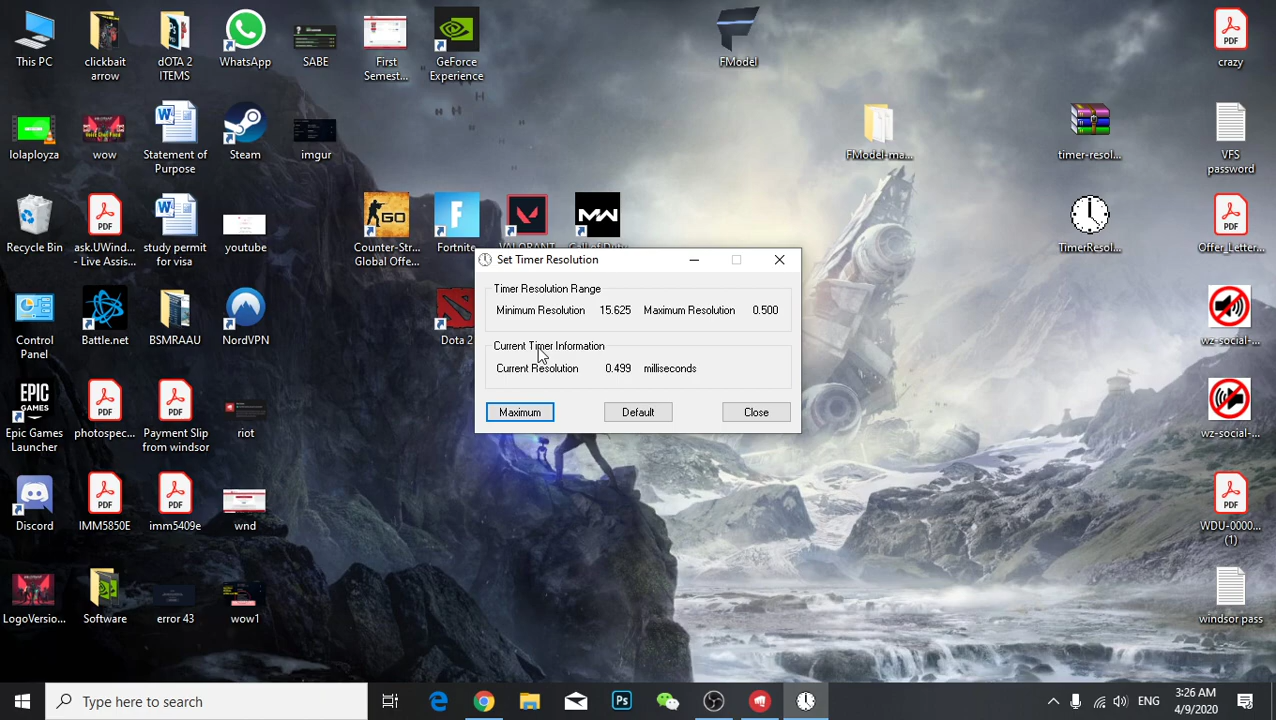 This PC
clickbait
arrow
dOTA 2
ITEMS
WhatsApp
SABE
First
Semest...
GeForce
Experience
FModel
crazy
lolaployza
wow
Statement of
Purpose
Steam
imgur
FModel-ma...
timer-resol...
VFS
password
Recycle Bin
ask.UWind...
- Live Assis...
study permit
for visa
youtube
Counter-Str...
Global Offe...
Fortnite
VALORANT
Call of Duty
TimerResol...
Offer_Letter...
Set Timer Resolution
Timer Resolution Range
Minimum Resolution 15.625 Maximum Resolution 0.500
Current Timer Information
Current Resolution 0.499 milliseconds
Maximum Default Close
Control
Panel
Battle.net
BSMRAAU
NordVPN
Dota 2
wz-social-...
EPIC
GAMES
Epic Games
Launcher
photospec...
Payment Slip
from windsor
riot
wz-social-...
Discord
IMM5850E
imm5409e
wnd
WDU-0000...
(1)
LogoVersio...
Software
error 43
wow1
windsor pass
Type here to search
Ps
ENG
3:26 AM
4/9/2020